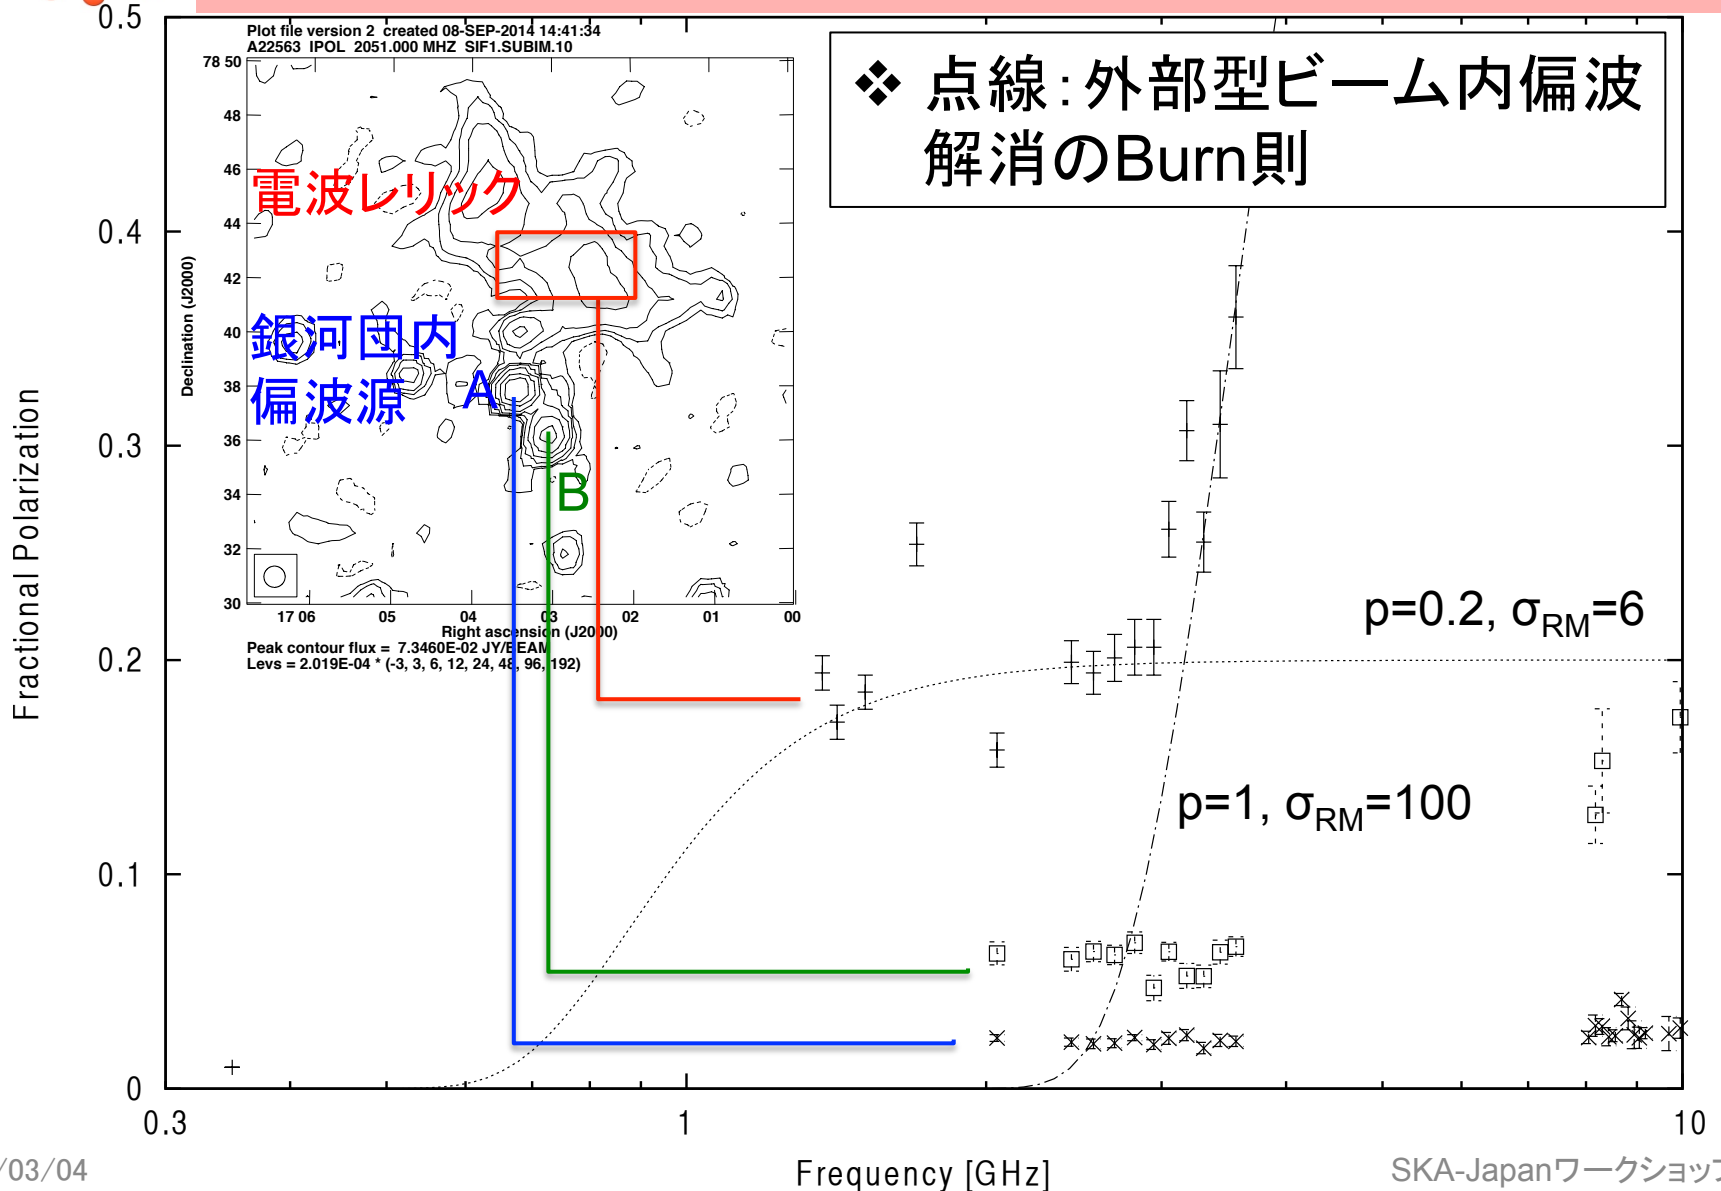 0.5
0.4
0.3
0.2
0.1
0
Fractional Polarization
0.3
1
10
Frequency [GHz]
Plot file version 2 created 08-SEP-2014 14:41:34
A22563 IPOL 2051.000 MHZ SIF1.SUBIM.10
78 50
48
46
44
42
40
38
36
34
32
30
Declination (J2000)
17 06
05
04
03
02
01
00
Right ascension (J2000)
Peak contour flux = 7.3460E-02 JY/BEAM
Levs = 2.019E-04 * (-3, 3, 6, 12, 24, 48, 96, 192)
電波レリック
銀河団内
偏波源
A
B
❖ 点線：外部型ビーム内偏波
解消のBurn則
p=0.2, σRM=6
p=1, σRM=100
/03/04
SKA-Japanワークショップ